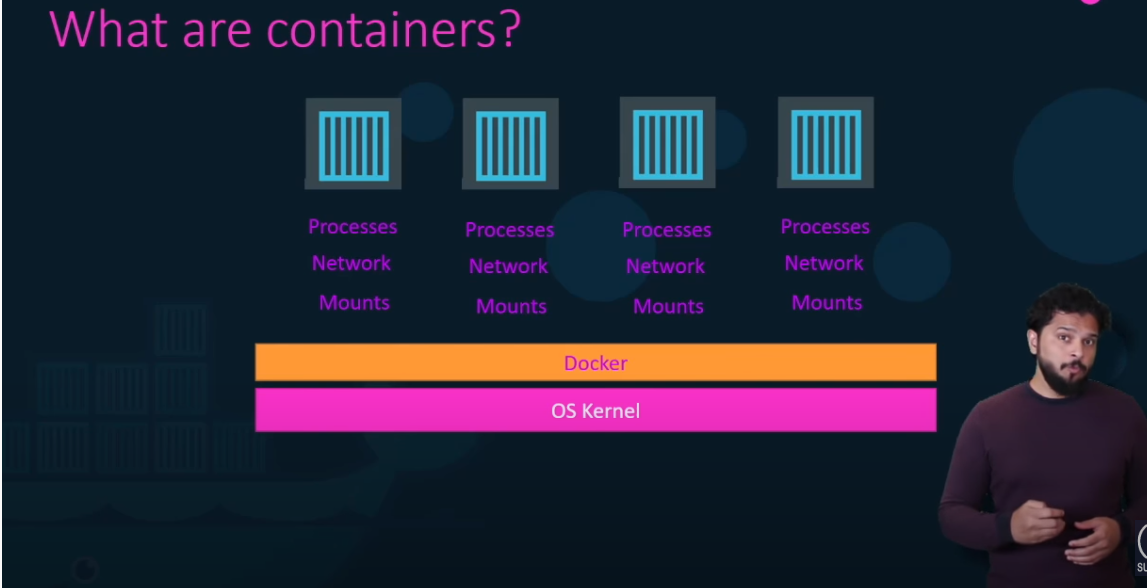 What are containers?
Processes Processes Processes Processes
Network Network Network Network
Mounts Mounts Mounts Mounts
Docker
OS Kernel